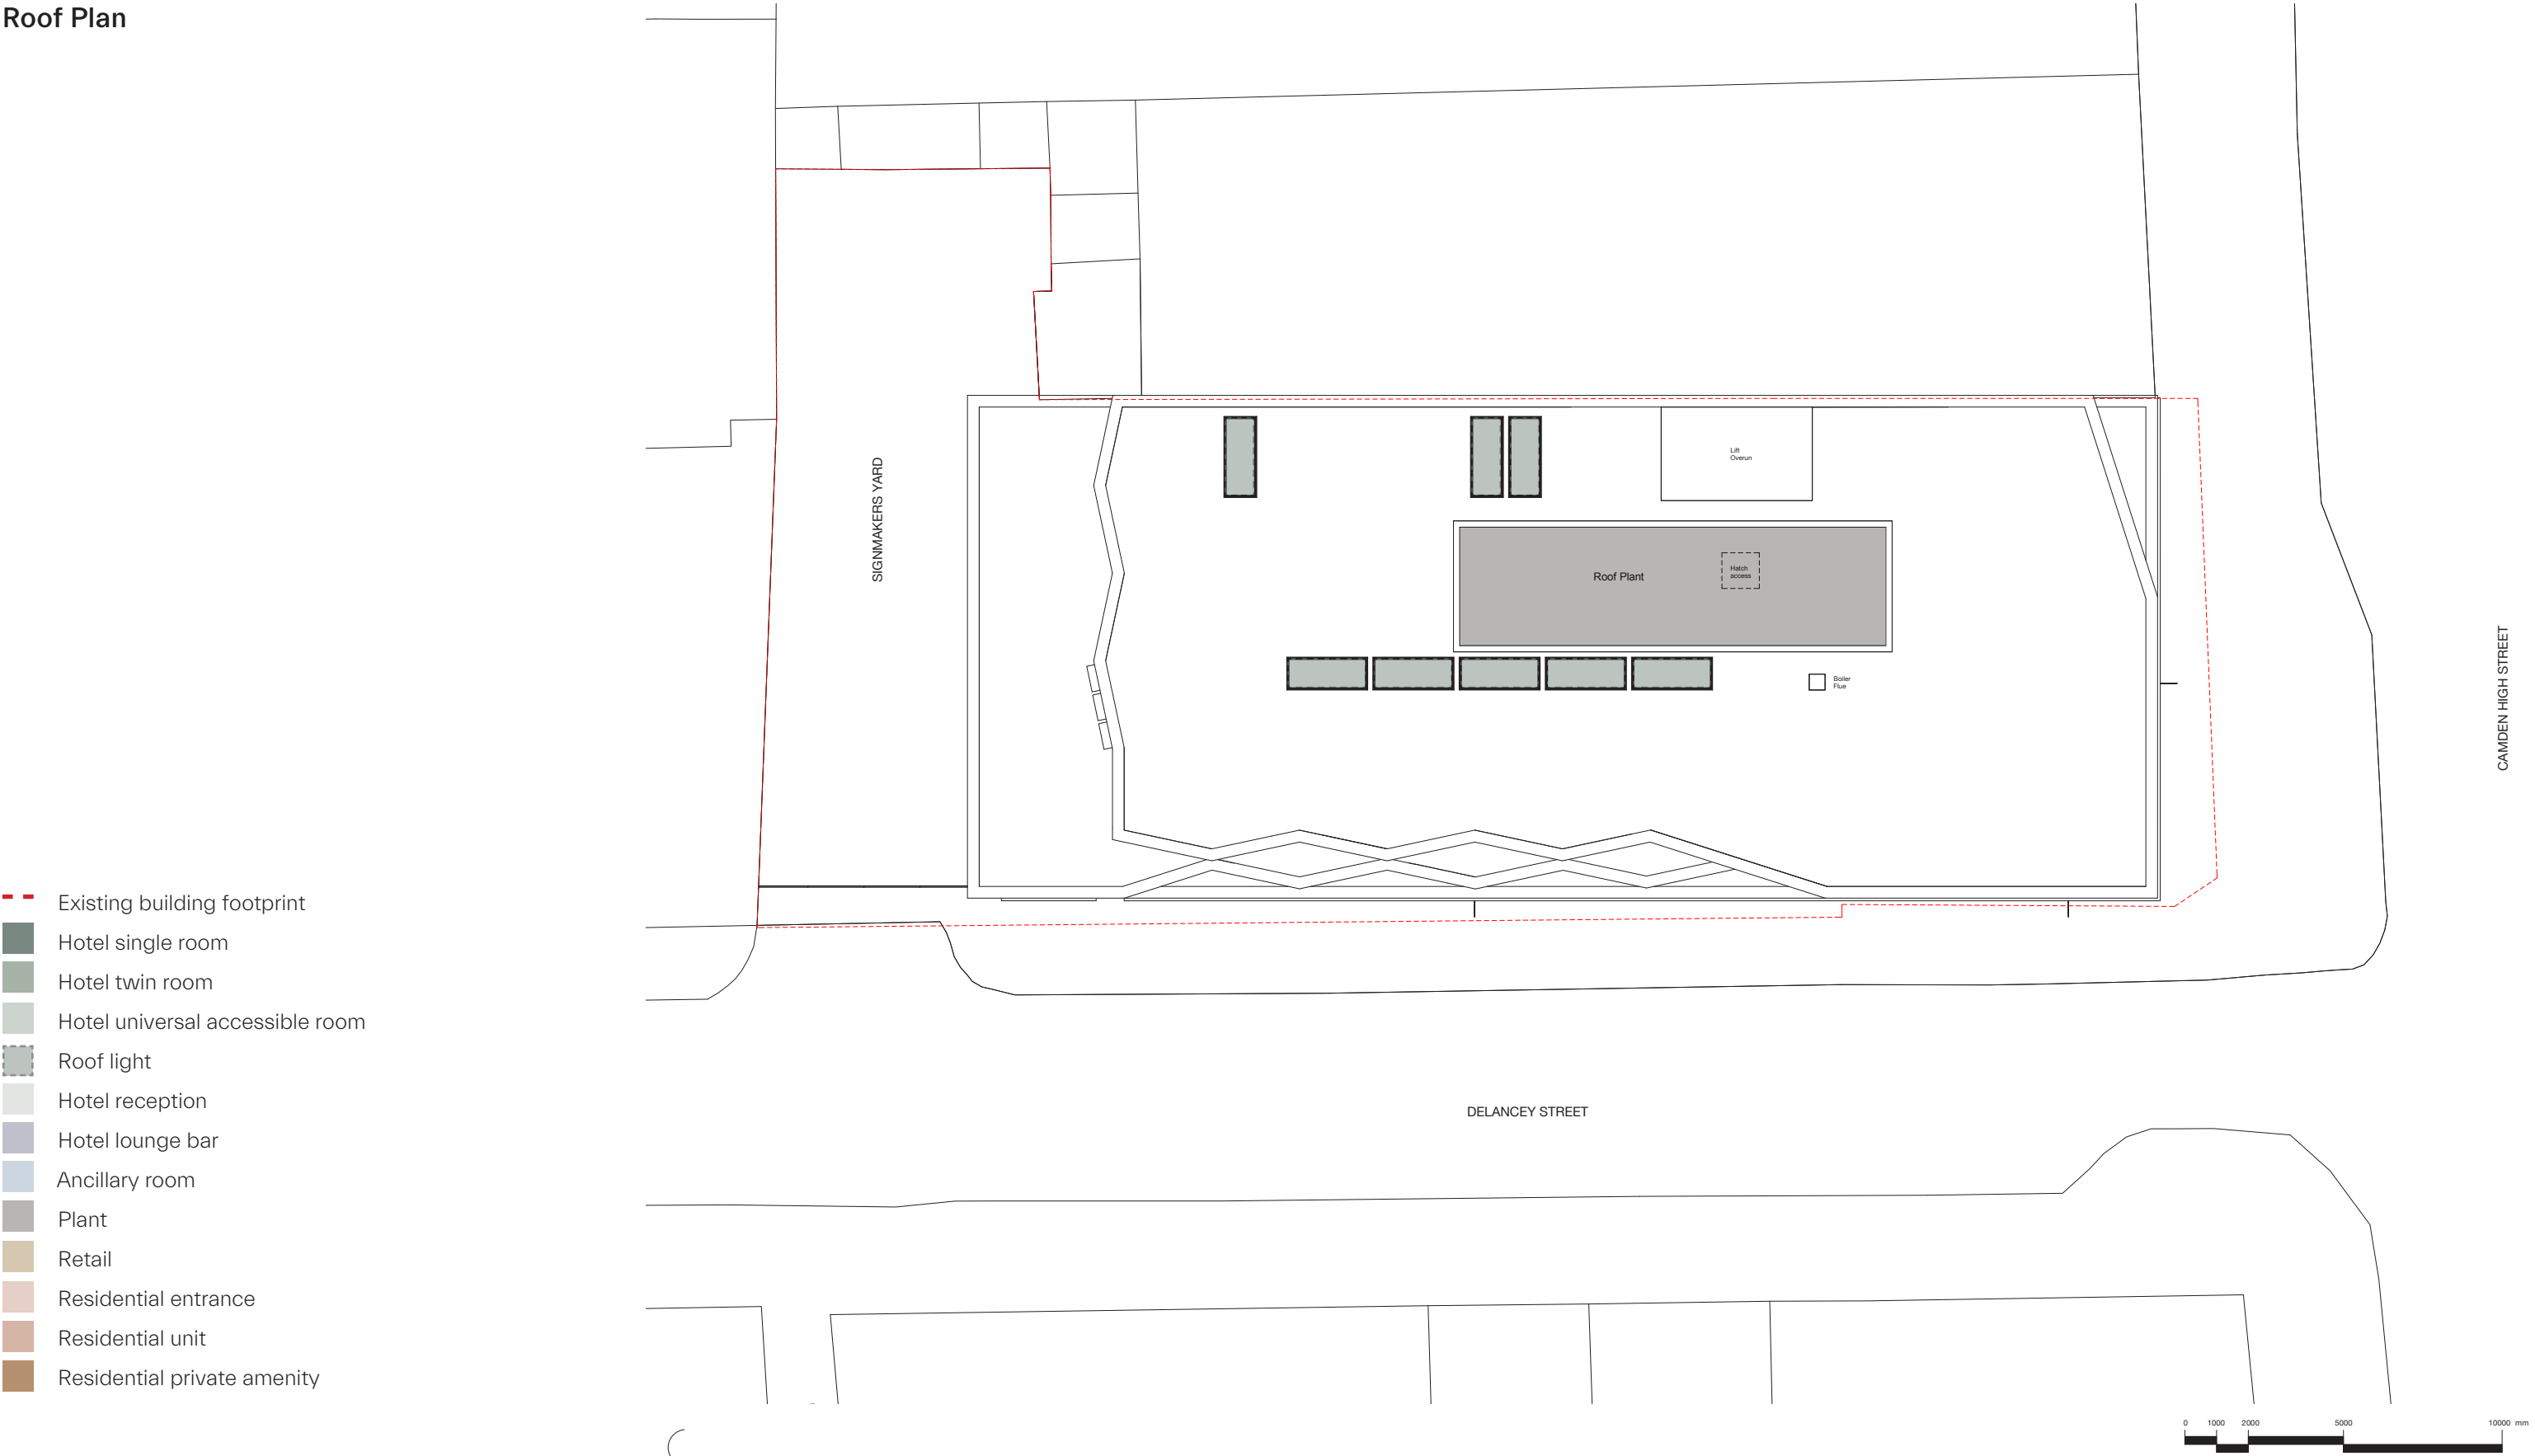 Roof Plan
SIGNMAKERS YARD
Lift
Overun
Roof Plant
Hatch
access
Boiler
Flue
CAMDEN HIGH STREET
DELANCEY STREET
Existing building footprint
Hotel single room
Hotel twin room
Hotel universal accessible room
Roof light
Hotel reception
Hotel lounge bar
Ancillary room
Plant
Retail
Residential entrance
Residential unit
Residential private amenity
0 1000 2000 5000 10000 mm